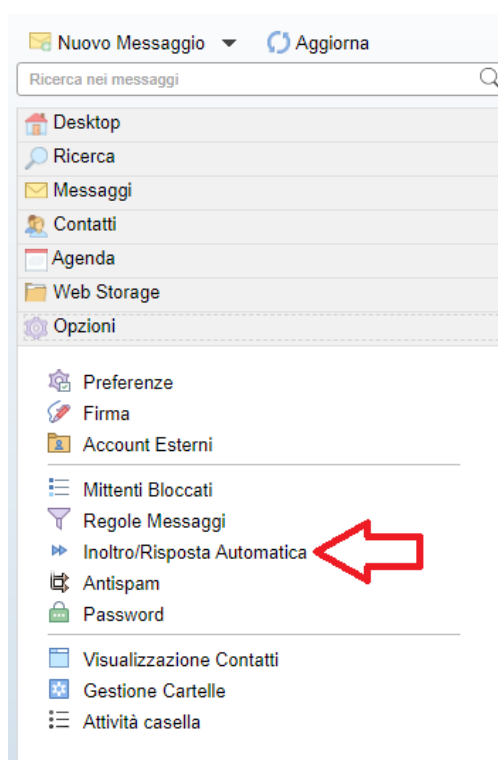 Nuovo Messaggio Aggiorna
Ricerca nei messaggi
Desktop
Ricerca
Messaggi
Contatti
Agenda
Web Storage
Opzioni
Preferenze
Firma
Account Esterni
Mittenti Bloccati
Regole Messaggi
Inoltro/Risposta Automatica
Antispam
Password
Visualizzazione Contatti
Gestione Cartelle
Attività casella